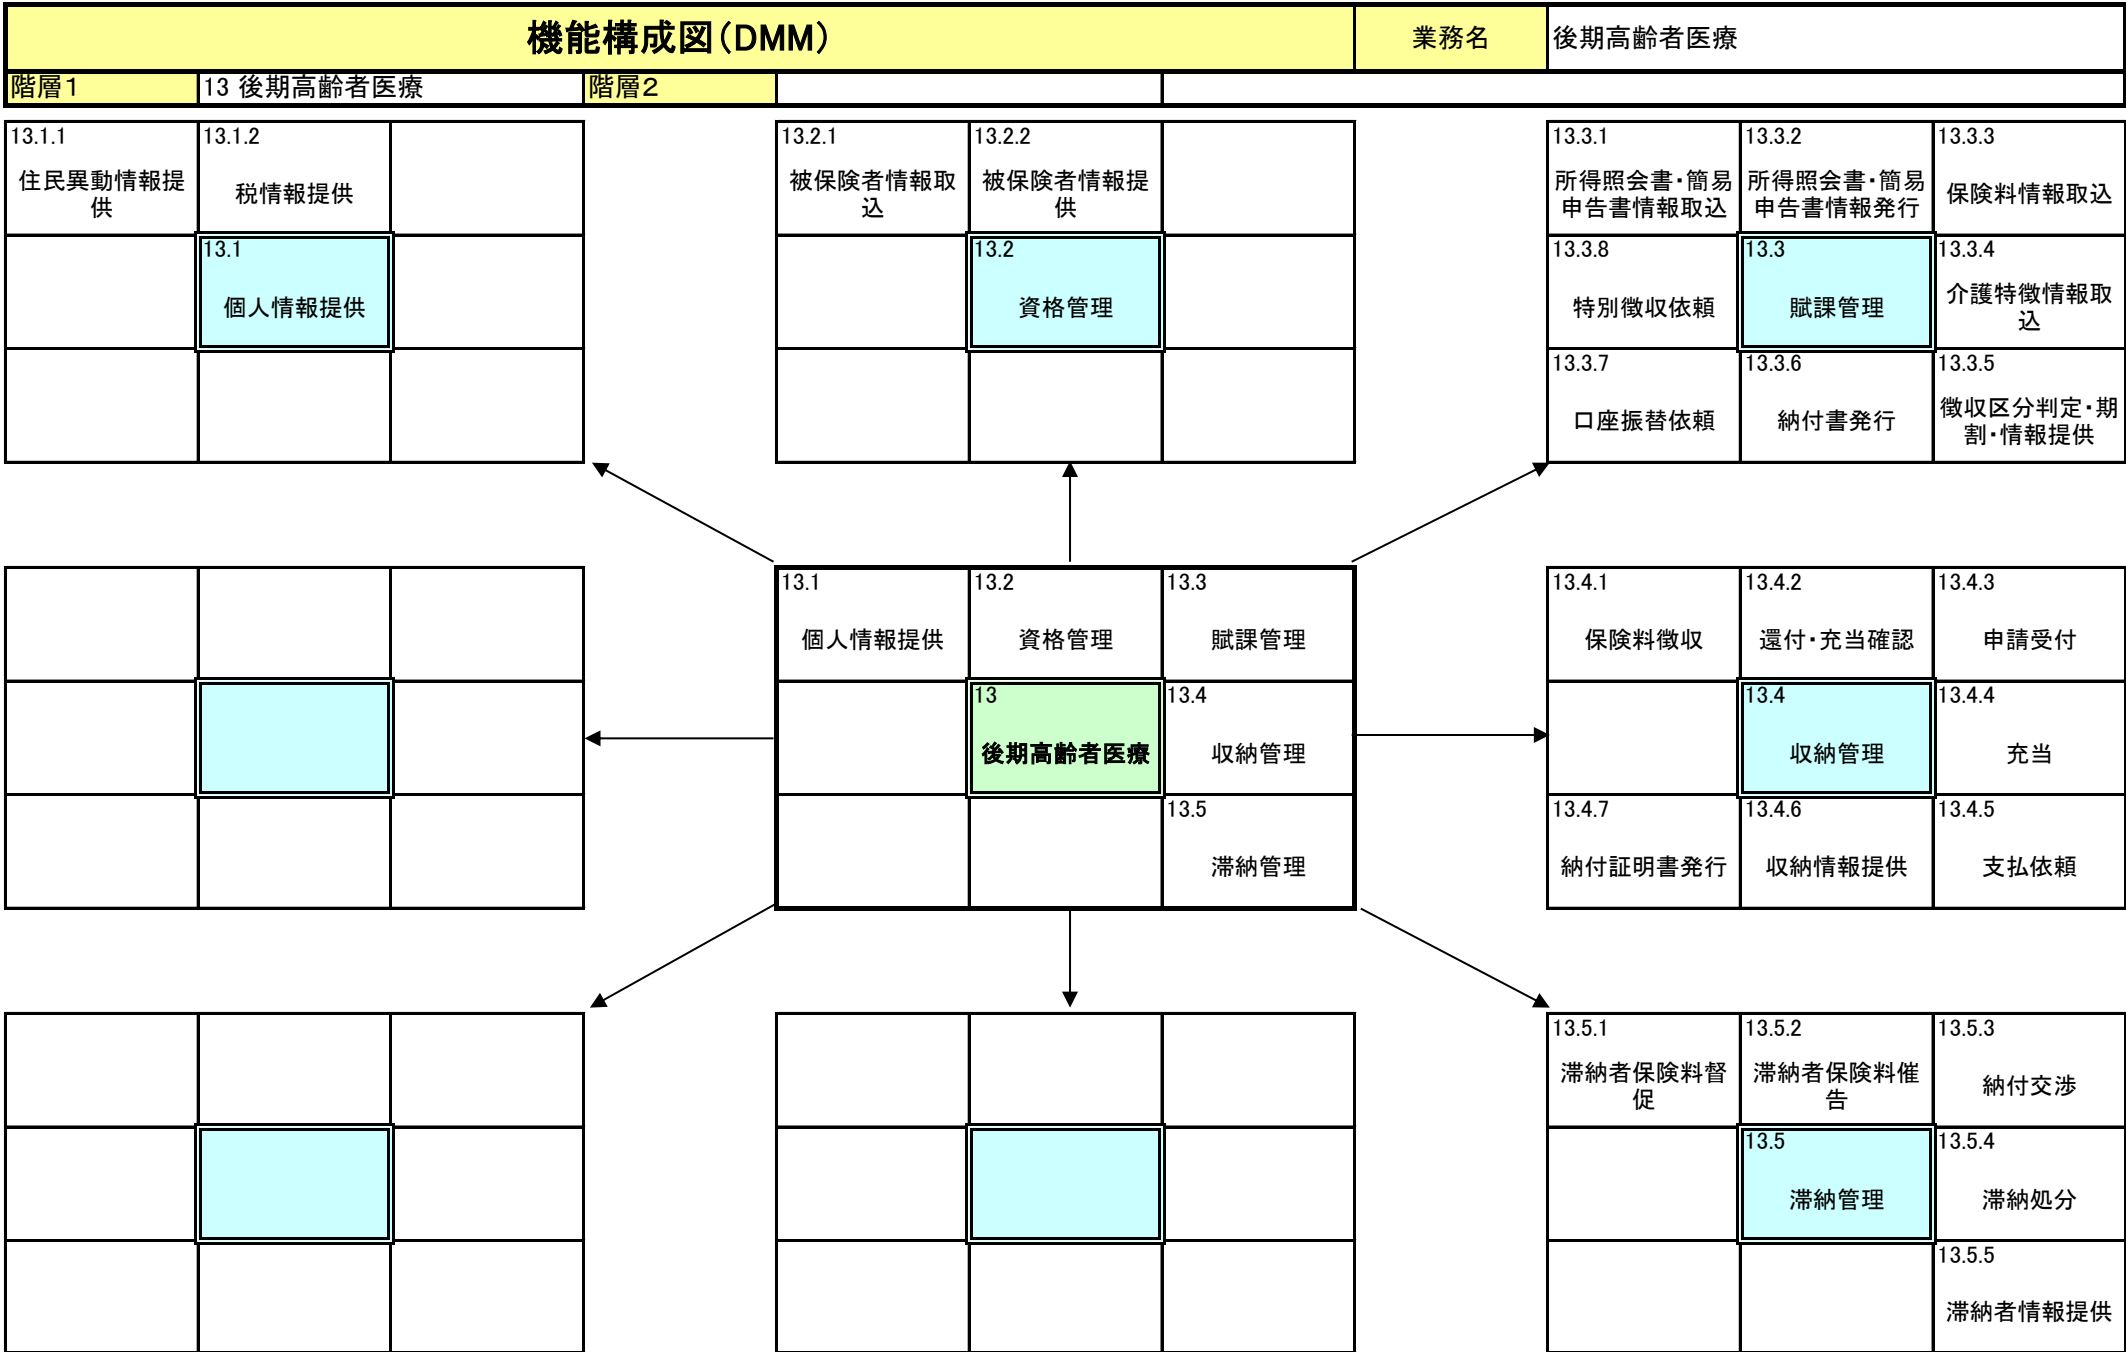 機能構成図（DMM）
業務名
後期高齢者医療
階層１
13 後期高齢者医療
階層２
13.1.1
住民異動情報提
供
13.1.2
税情報提供
13.1
個人情報提供
13.2.1
被保険者情報取
込
13.2.2
被保険者情報提
供
13.2
資格管理
13.3.1
所得照会書・簡易
申告書情報取込
13.3.2
所得照会書・簡易
申告書情報発行
13.3.3
保険料情報取込
13.3.8
特別徴収依頼
13.3
賦課管理
13.3.4
介護特徴情報取
込
13.3.7
口座振替依頼
13.3.6
納付書発行
13.3.5
徴収区分判定・期
割・情報提供
13.1
個人情報提供
13.2
資格管理
13.3
賦課管理
13
後期高齢者医療
13.4
収納管理
13.5
滞納管理
13.4.1
保険料徴収
13.4.2
還付・充当確認
13.4.3
申請受付
13.4
収納管理
13.4.4
充当
13.4.7
納付証明書発行
13.4.6
収納情報提供
13.4.5
支払依頼
13.5.1
滞納者保険料督
促
13.5.2
滞納者保険料催
告
13.5.3
納付交渉
13.5
滞納管理
13.5.4
滞納処分
13.5.5
滞納者情報提供